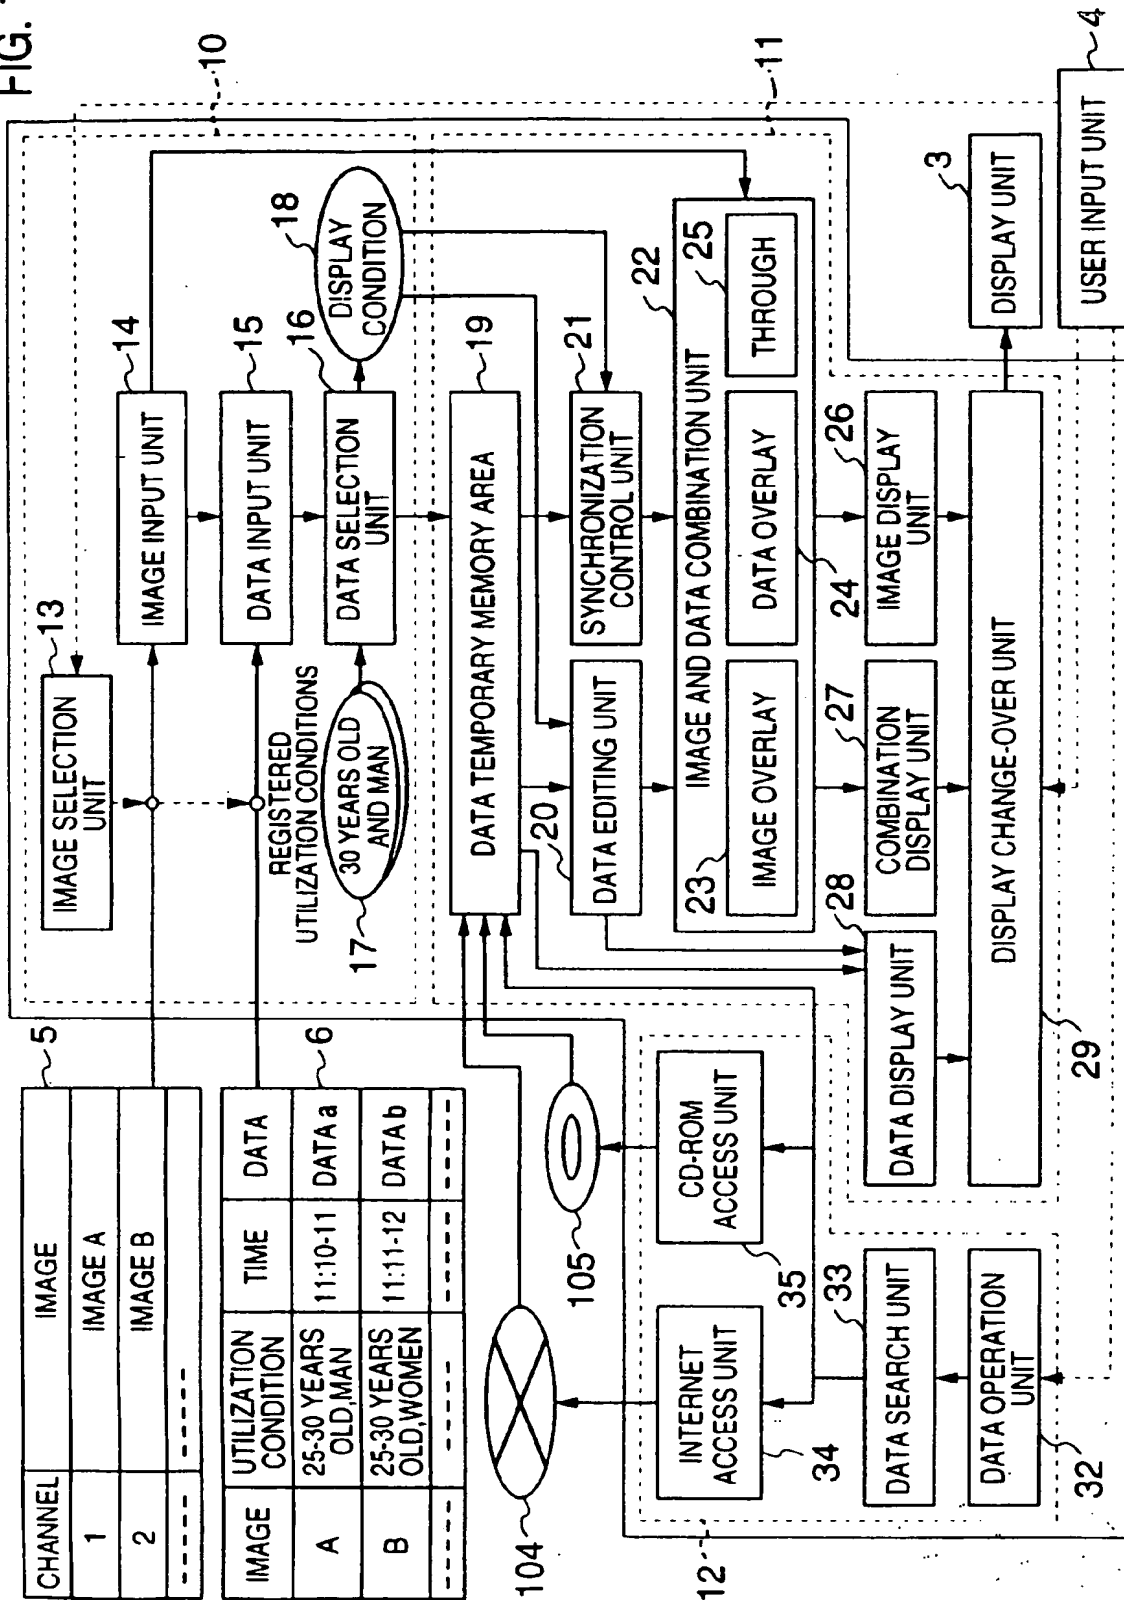 FIG.
CHANNEL
IMAGE
1
IMAGE A
2
IMAGE B
5
IMAGE
UTILIZATION
CONDITION
TIME
DATA
A
25-30 YEARS
OLD,MAN
11:10-11
DATA a
B
25-30 YEARS
OLD,WOMEN
11:11-12
DATA b
6
10
13
IMAGE SELECTION
UNIT
14
IMAGE INPUT UNIT
15
DATA INPUT UNIT
16
DATA SELECTION
UNIT
REGISTERED
UTILIZATION CONDITIONS
17
30 YEARS OLD
AND MAN
18
DISPLAY
CONDITION
11
19
DATA TEMPORARY MEMORY AREA
20
DATA EDITING UNIT
21
SYNCHRONIZATION
CONTROL UNIT
22
IMAGE AND DATA COMBINATION UNIT
23
IMAGE OVERLAY
24
DATA OVERLAY
25
THROUGH
26
IMAGE DISPLAY
UNIT
27
COMBINATION
DISPLAY UNIT
28
DATA DISPLAY UNIT
29
DISPLAY CHANGE-OVER UNIT
3
DISPLAY UNIT
4
USER INPUT UNIT
104
105
12
34
INTERNET
ACCESS UNIT
35
CD-ROM
ACCESS UNIT
33
DATA SEARCH UNIT
32
DATA OPERATION
UNIT